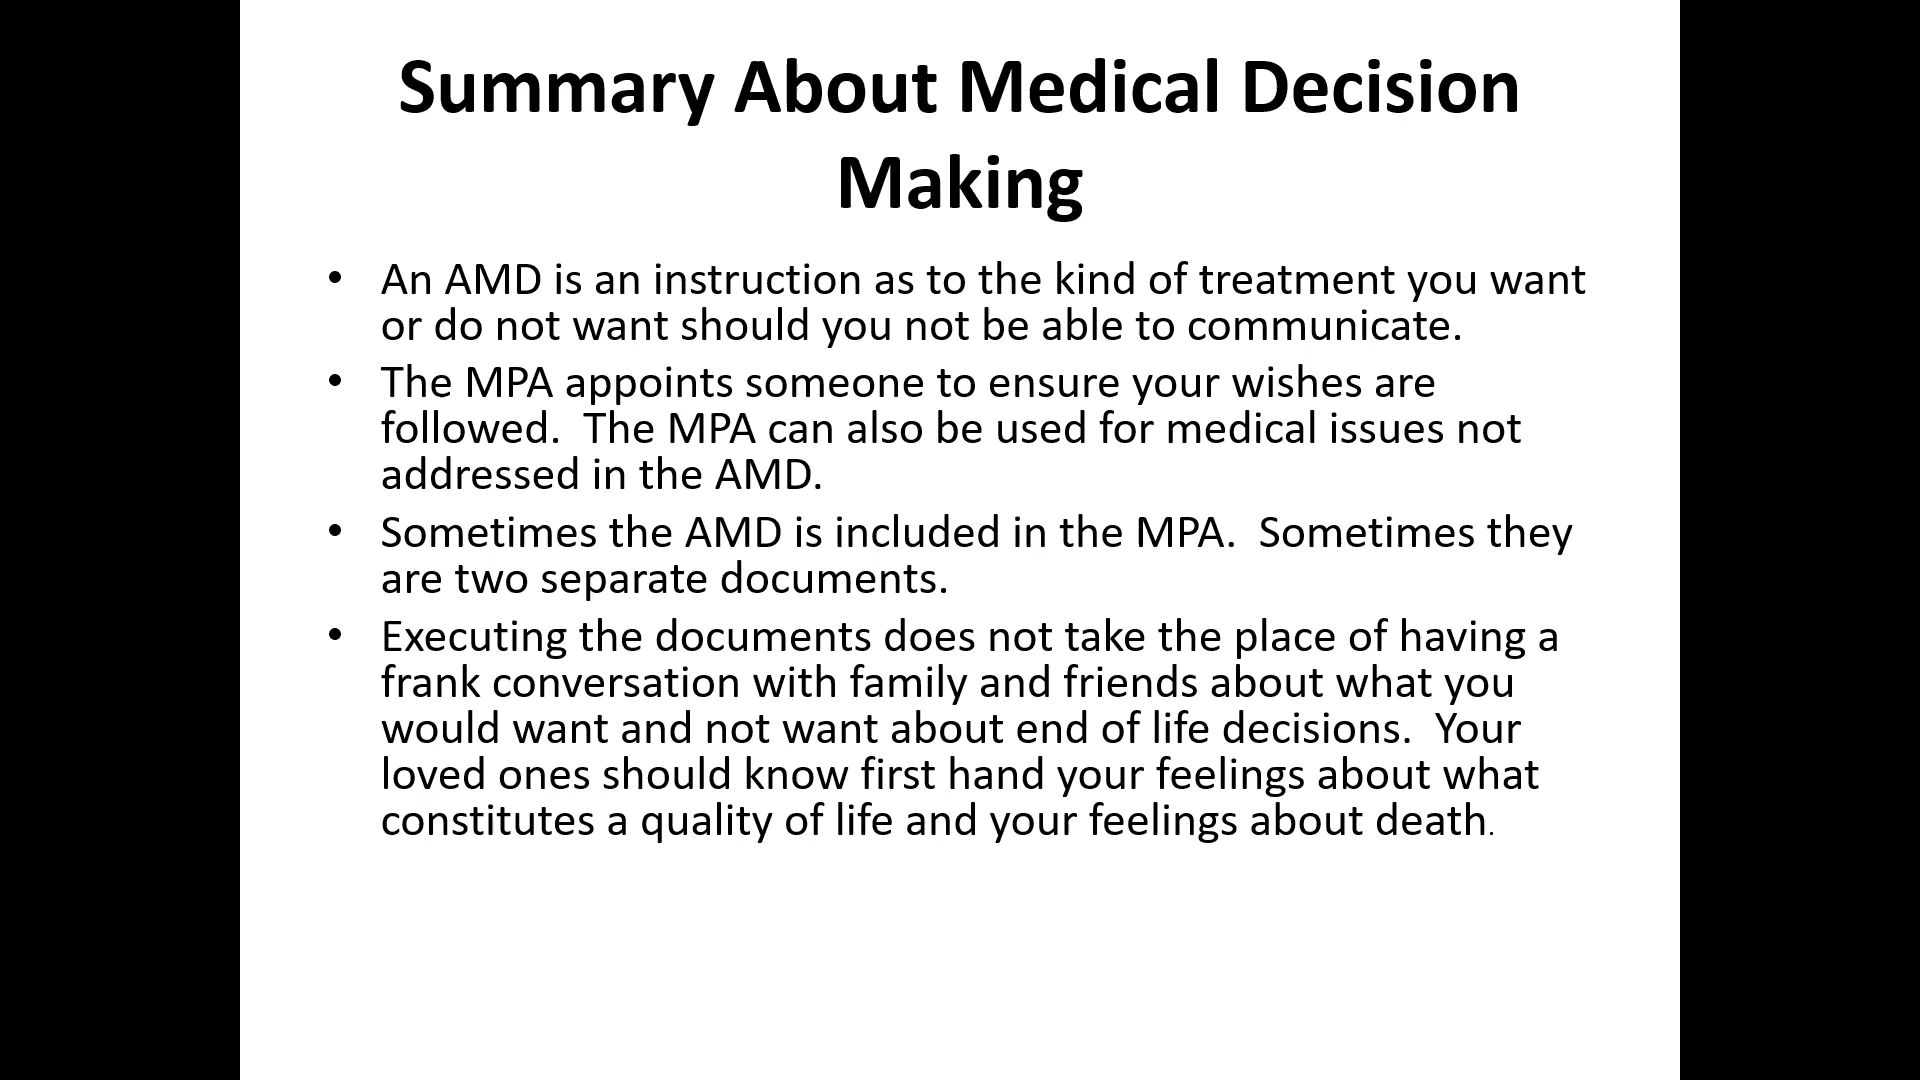 Summary About Medical Decision
Making
• An AMD is an instruction as to the kind of treatment you want
or do not want should you not be able to communicate.
• The MPA appoints someone to ensure your wishes are
followed.  The MPA can also be used for medical issues not
addressed in the AMD.
• Sometimes the AMD is included in the MPA.  Sometimes they
are two separate documents.
• Executing the documents does not take the place of having a
frank conversation with family and friends about what you
would want and not want about end of life decisions.  Your
loved ones should know first hand your feelings about what
constitutes a quality of life and your feelings about death.